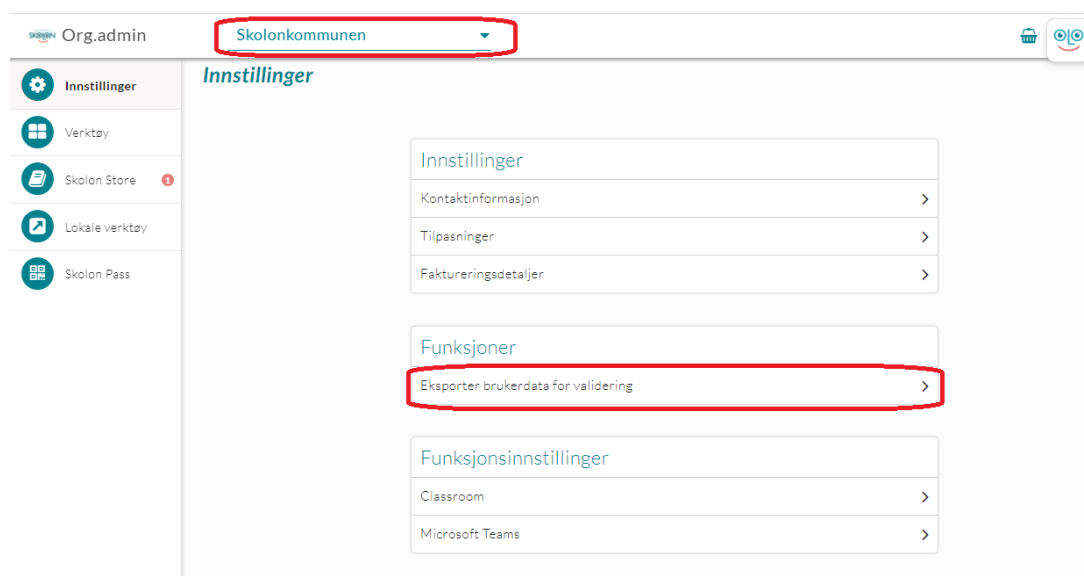 SKOLON Org.admin
Skolonkommunen
Innstillinger
Innstillinger
Verktøy
Skolon Store 1
Lokale verktøy
Skolon Pass
Innstillinger
Kontaktinformasjon
Tilpasninger
Faktureringsdetaljer
Funksjoner
Eksporter brukerdata for validering
Funksjonsinnstillinger
Classroom
Microsoft Teams